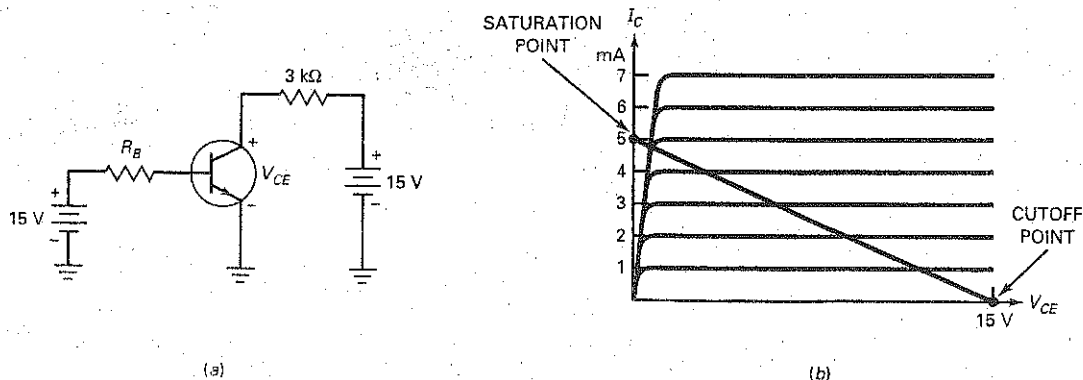 3 kΩ
R_B
+
V_CE
-
+
15 V
-
+
15 V
-
(a)
SATURATION
POINT
I_C
mA
7
6
5
4
3
2
1
CUTOFF
POINT
15 V
V_CE
(b)